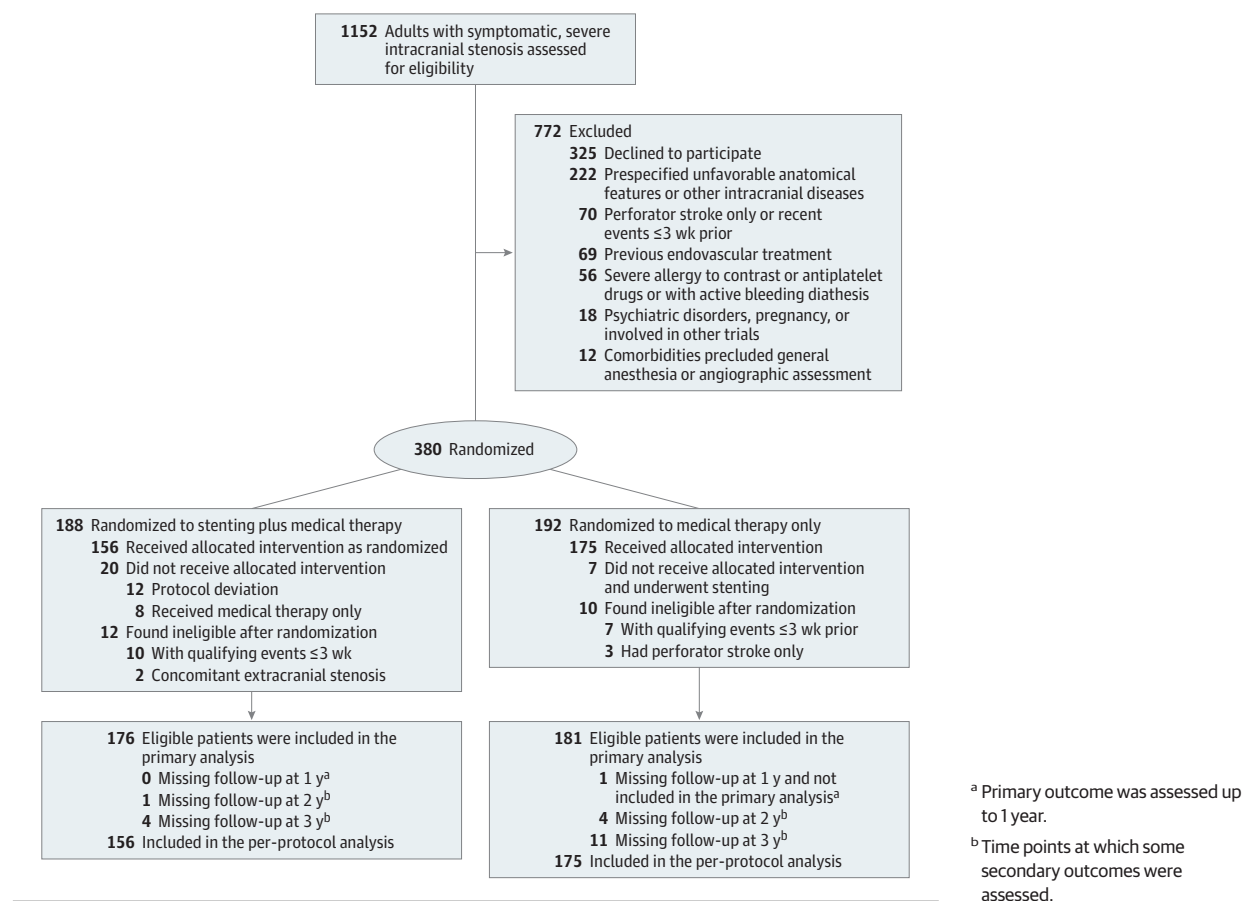 1152 Adults with symptomatic, severe
intracranial stenosis assessed
for eligibility
772 Excluded
325 Declined to participate
222 Prespecified unfavorable anatomical
features or other intracranial diseases
70 Perforator stroke only or recent
events ≤3 wk prior
69 Previous endovascular treatment
56 Severe allergy to contrast or antiplatelet
drugs or with active bleeding diathesis
18 Psychiatric disorders, pregnancy, or
involved in other trials
12 Comorbidities precluded general
anesthesia or angiographic assessment
380 Randomized
188 Randomized to stenting plus medical therapy
156 Received allocated intervention as randomized
20 Did not receive allocated intervention
12 Protocol deviation
8 Received medical therapy only
12 Found ineligible after randomization
10 With qualifying events ≤3 wk
2 Concomitant extracranial stenosis
192 Randomized to medical therapy only
175 Received allocated intervention
7 Did not receive allocated intervention
and underwent stenting
10 Found ineligible after randomization
7 With qualifying events ≤3 wk prior
3 Had perforator stroke only
176 Eligible patients were included in the
primary analysis
0 Missing follow-up at 1 yᵃ
1 Missing follow-up at 2 yᵇ
4 Missing follow-up at 3 yᵇ
156 Included in the per-protocol analysis
181 Eligible patients were included in the
primary analysis
1 Missing follow-up at 1 y and not
included in the primary analysisᵃ
4 Missing follow-up at 2 yᵇ
11 Missing follow-up at 3 yᵇ
175 Included in the per-protocol analysis
ᵃ Primary outcome was assessed up
to 1 year.
ᵇ Time points at which some
secondary outcomes were
assessed.